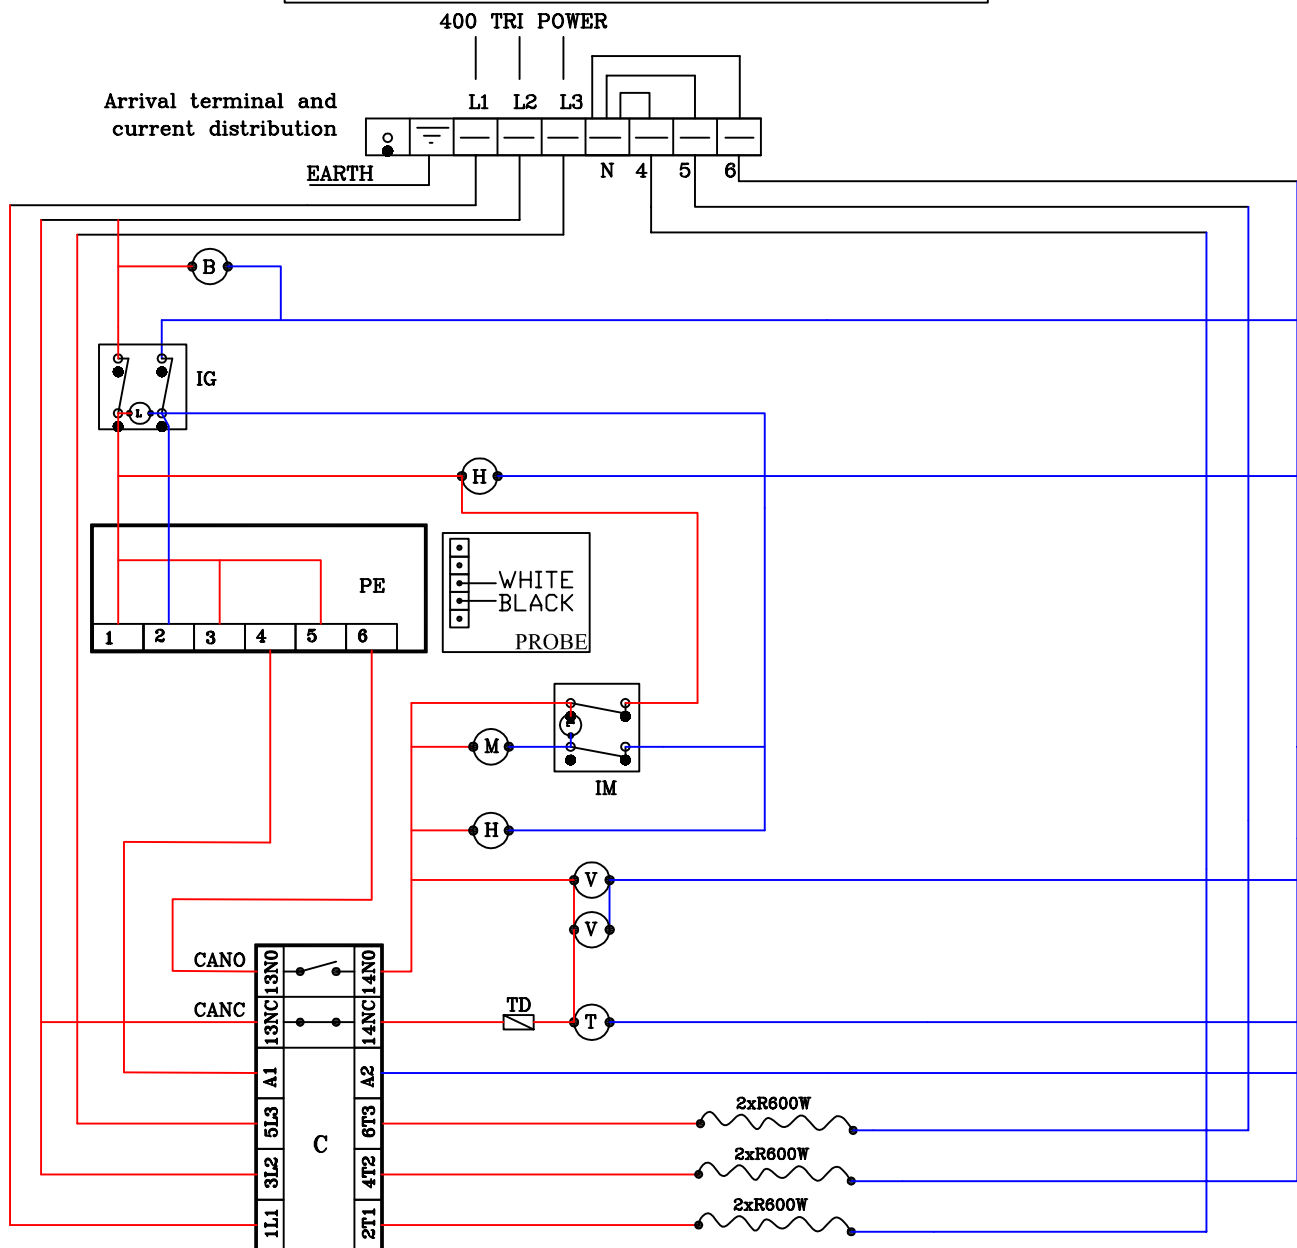 400 TRI POWER
L1 L2 L3
Arrival terminal and
current distribution
EARTH
N 4 5 6
B
IG
L
H
PE
1 2 3 4 5 6
WHITE
BLACK
PROBE
M
IM
H
V
V
CANO
13NO
14NO
CANC
13NC
14NC
TD
T
A1
A2
5L3
6T3
2xR600W
C
3L2
4T2
2xR600W
1L1
2T1
2xR600W